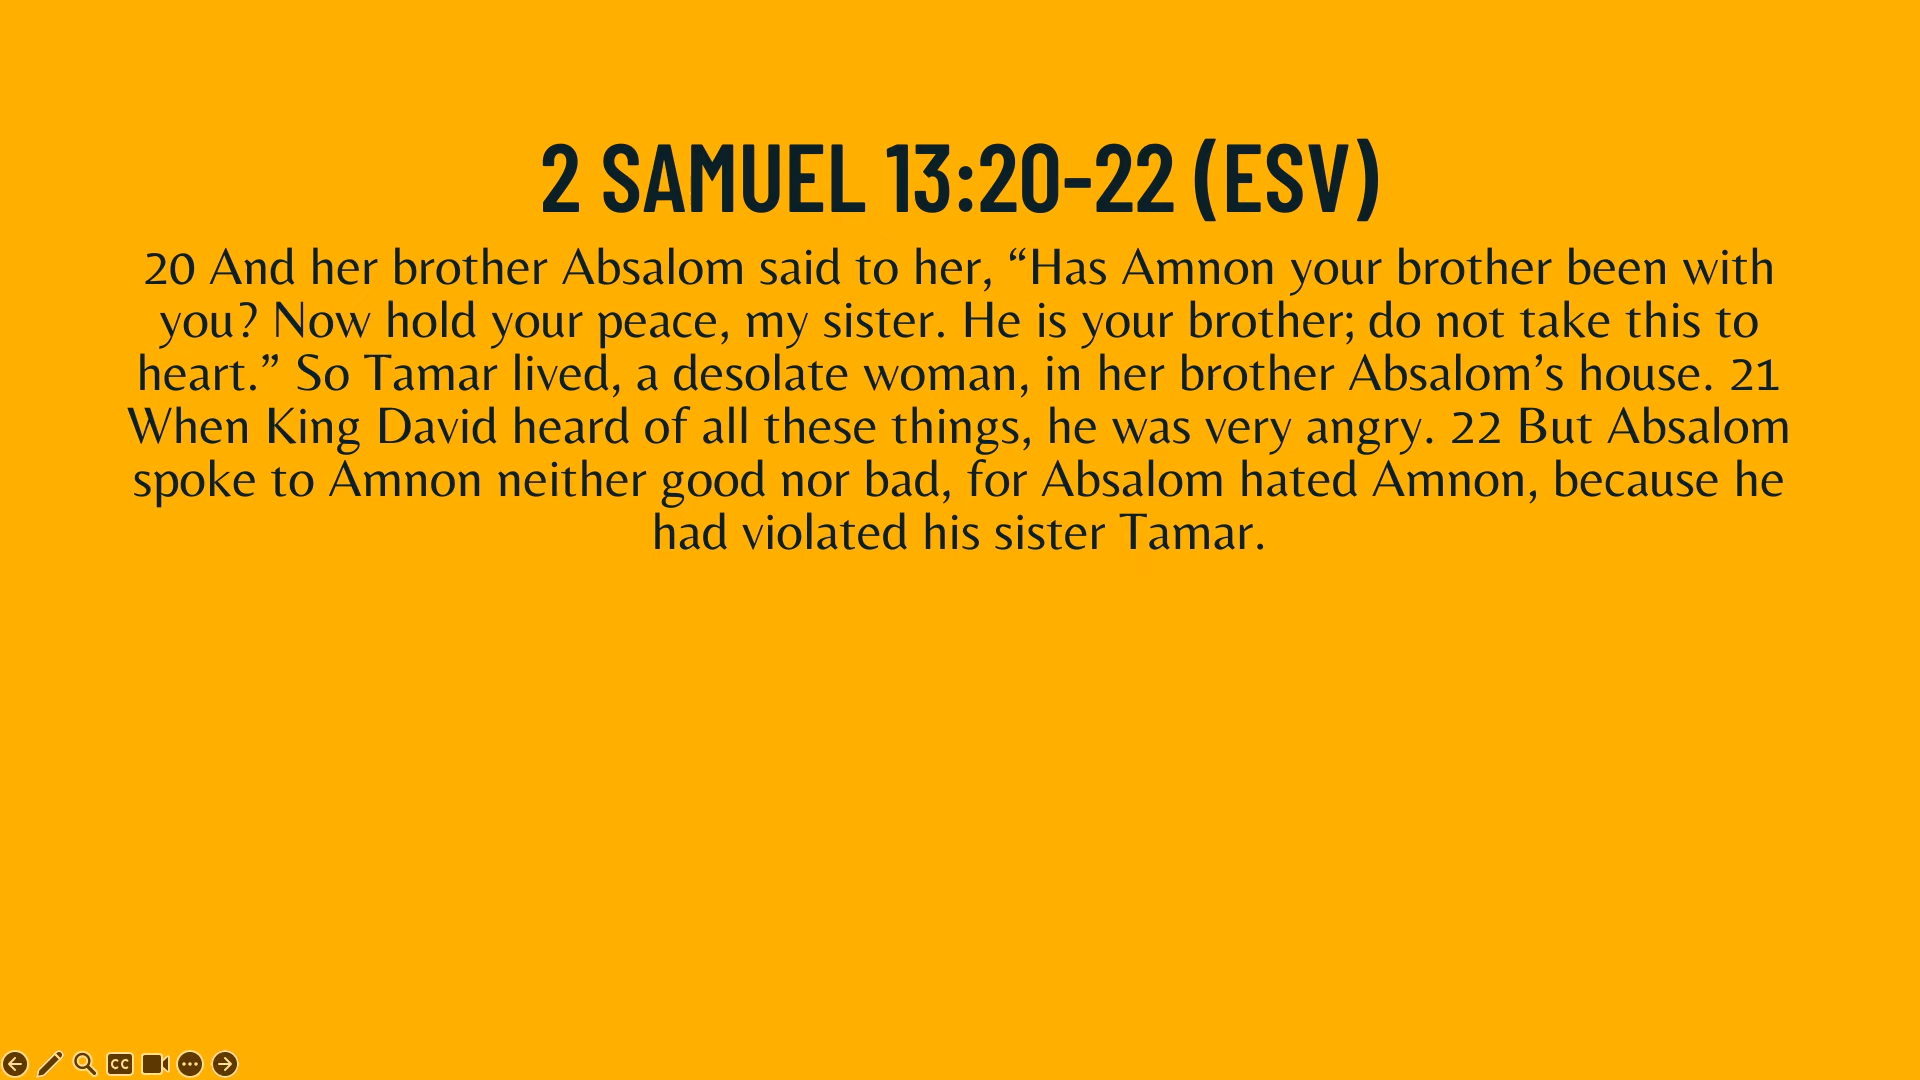 2 SAMUEL 13:20-22 (ESV)
20 And her brother Absalom said to her, “Has Amnon your brother been with
you? Now hold your peace, my sister. He is your brother; do not take this to
heart.” So Tamar lived, a desolate woman, in her brother Absalom’s house. 21
When King David heard of all these things, he was very angry. 22 But Absalom
spoke to Amnon neither good nor bad, for Absalom hated Amnon, because he
had violated his sister Tamar.
CC